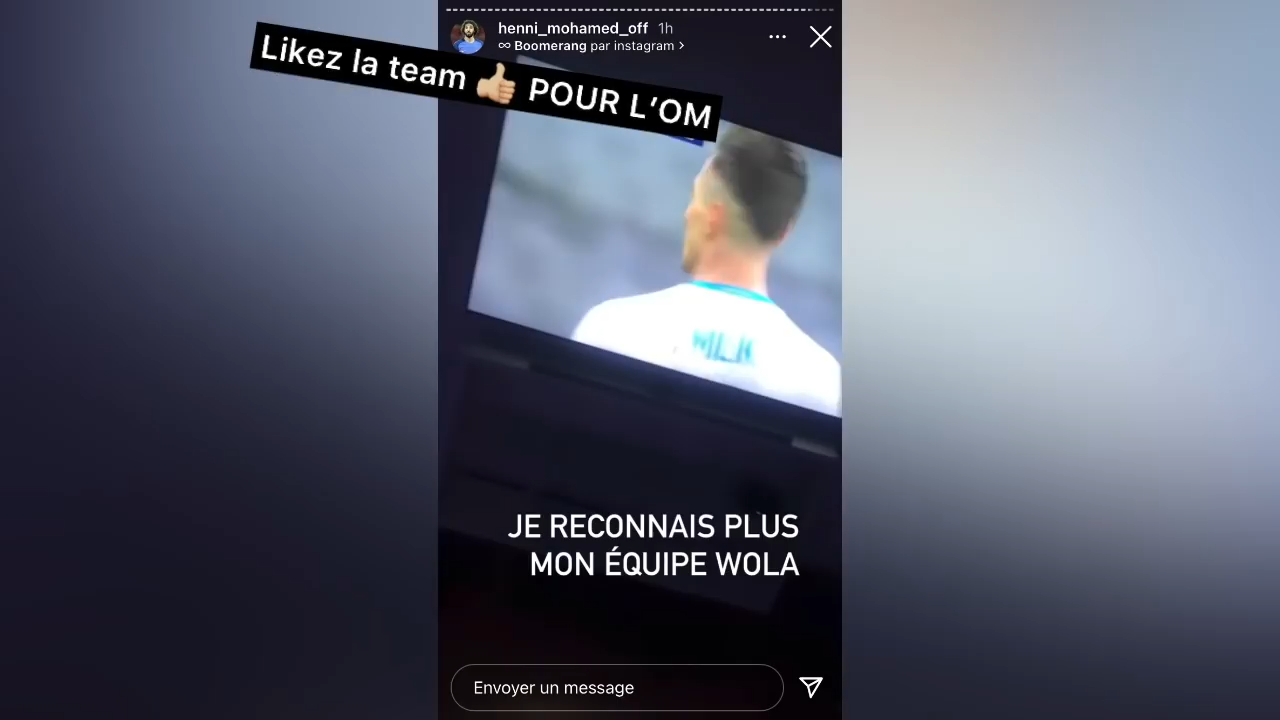 henni_mohamed_off 1h
∞ Boomerang par instagram >
Likez la team 👍🏼 POUR L’OM
MLK
JE RECONNAIS PLUS
MON ÉQUIPE WOLA
Envoyer un message